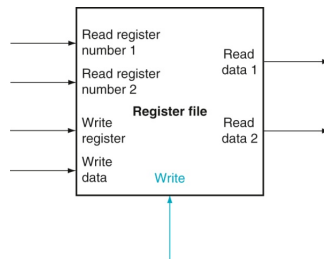 Read register
number 1
Read
data 1
Read register
number 2
Register file
Write
register
Read
data 2
Write
data
Write